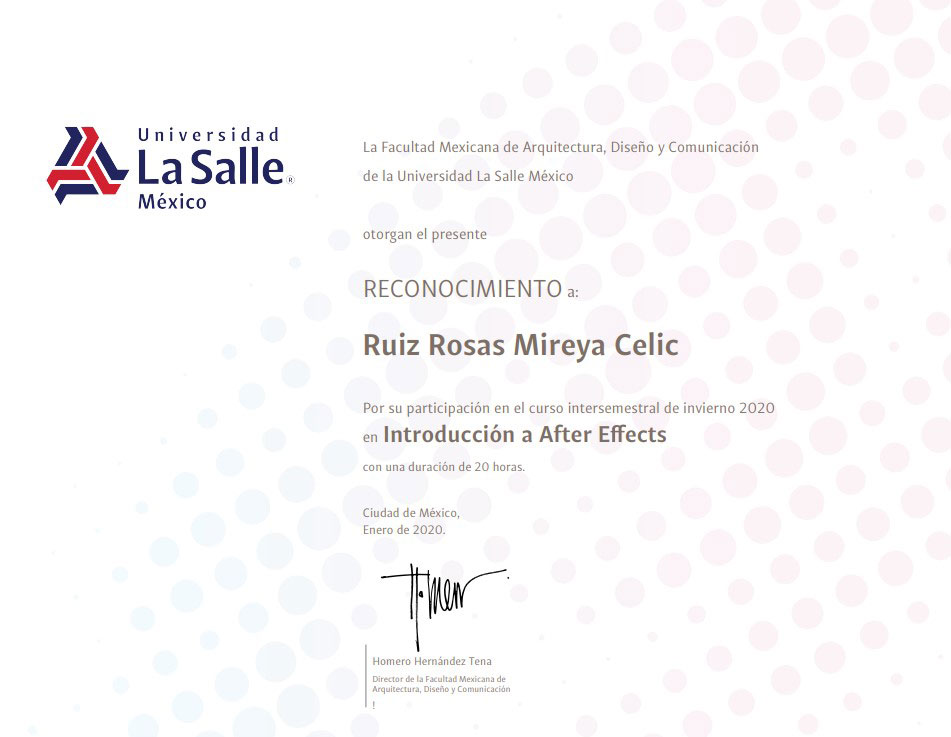 Universidad
La Salle ®
México
La Facultad Mexicana de Arquitectura, Diseño y Comunicación
de la Universidad La Salle México
otorgan el presente
RECONOCIMIENTO a:
Ruiz Rosas Mireya Celic
Por su participación en el curso intersemestral de invierno 2020
en Introducción a After Effects
con una duración de 20 horas.
Ciudad de México,
Enero de 2020.
Homero Hernández Tena
Director de la Facultad Mexicana de
Arquitectura, Diseño y Comunicación
!